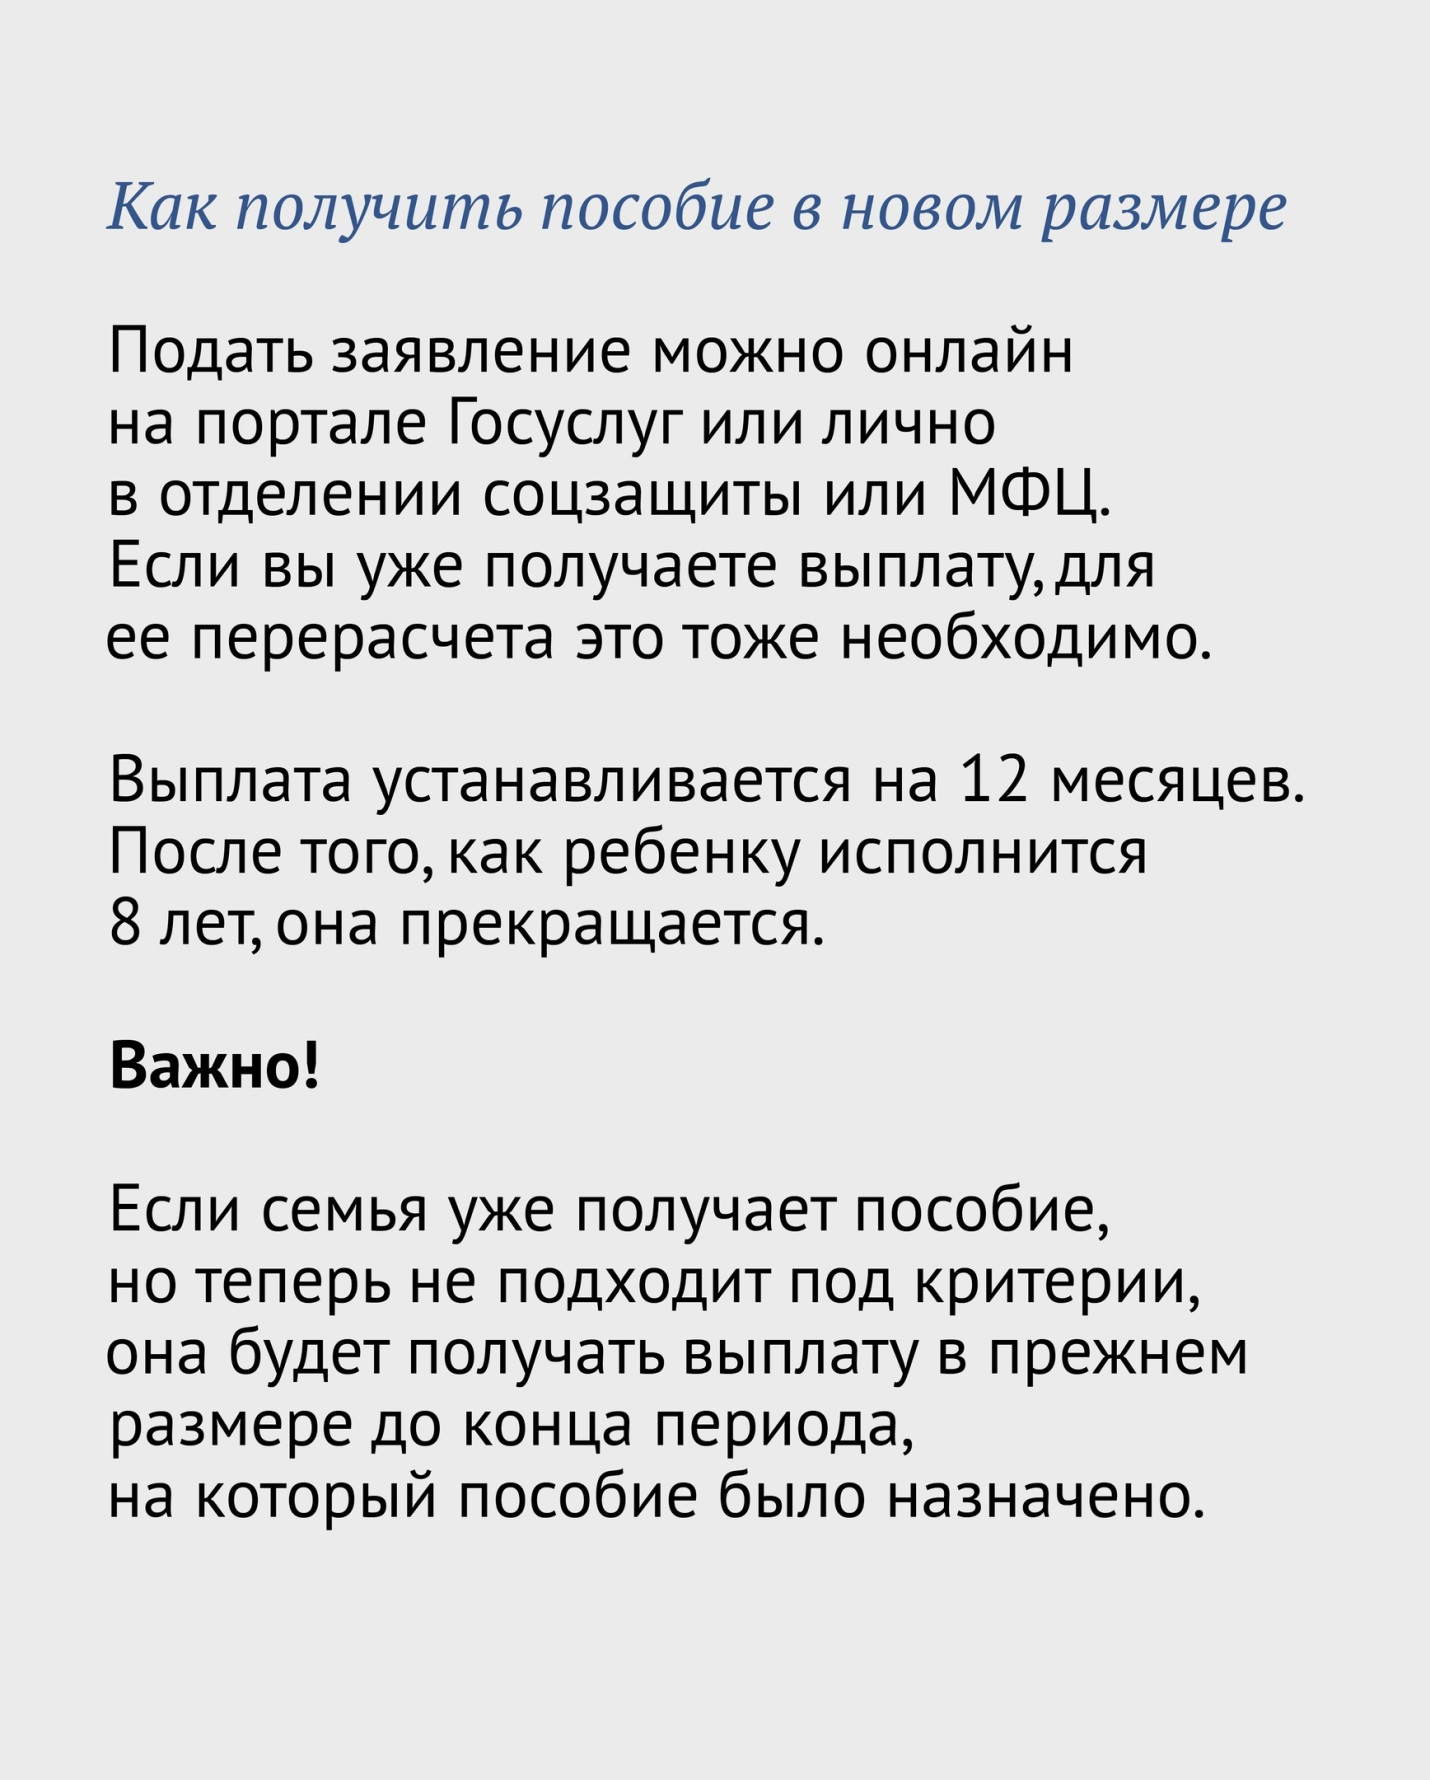 Как получить пособие в новом размере
Подать заявление можно онлайн
на портале Госуслуг или лично
в отделении соцзащиты или МФЦ.
Если вы уже получаете выплату, для
ее перерасчета это тоже необходимо.
Выплата устанавливается на 12 месяцев.
После того, как ребенку исполнится
8 лет, она прекращается.
Важно!
Если семья уже получает пособие,
но теперь не подходит под критерии,
она будет получать выплату в прежнем
размере до конца периода,
на который пособие было назначено.